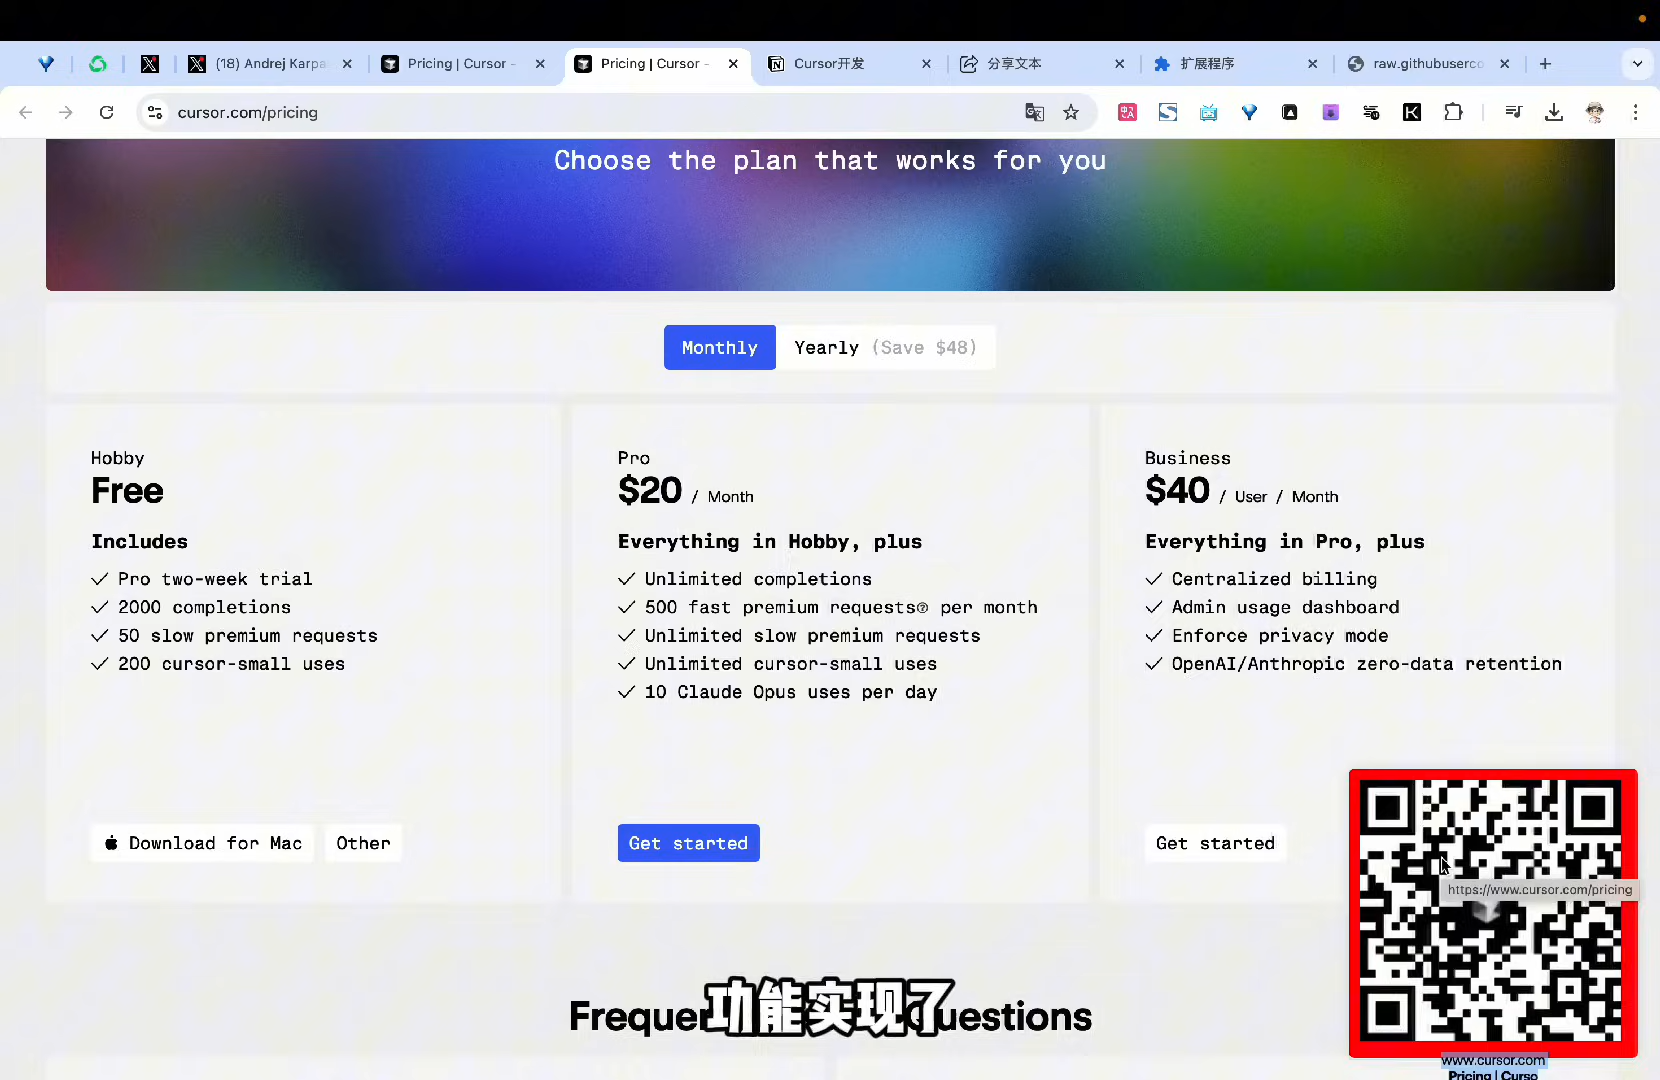 (18) Andrej Karpa
Pricing | Cursor -
Pricing | Cursor -
Cursor开发
分享文本
扩展程序
raw.githubuserco
cursor.com/pricing
Choose the plan that works for you
Monthly
Yearly (Save $48)
Hobby
Free
Includes
Pro two-week trial
2000 completions
50 slow premium requests
200 cursor-small uses
Download for Mac
Other
Pro
$20 / Month
Everything in Hobby, plus
Unlimited completions
500 fast premium requests? per month
Unlimited slow premium requests
Unlimited cursor-small uses
10 Claude Opus uses per day
Get started
Business
$40 / User / Month
Everything in Pro, plus
Centralized billing
Admin usage dashboard
Enforce privacy mode
OpenAI/Anthropic zero-data retention
Get started
https://www.cursor.com/pricing
www.cursor.com
Pricing | Curso
功能实现了